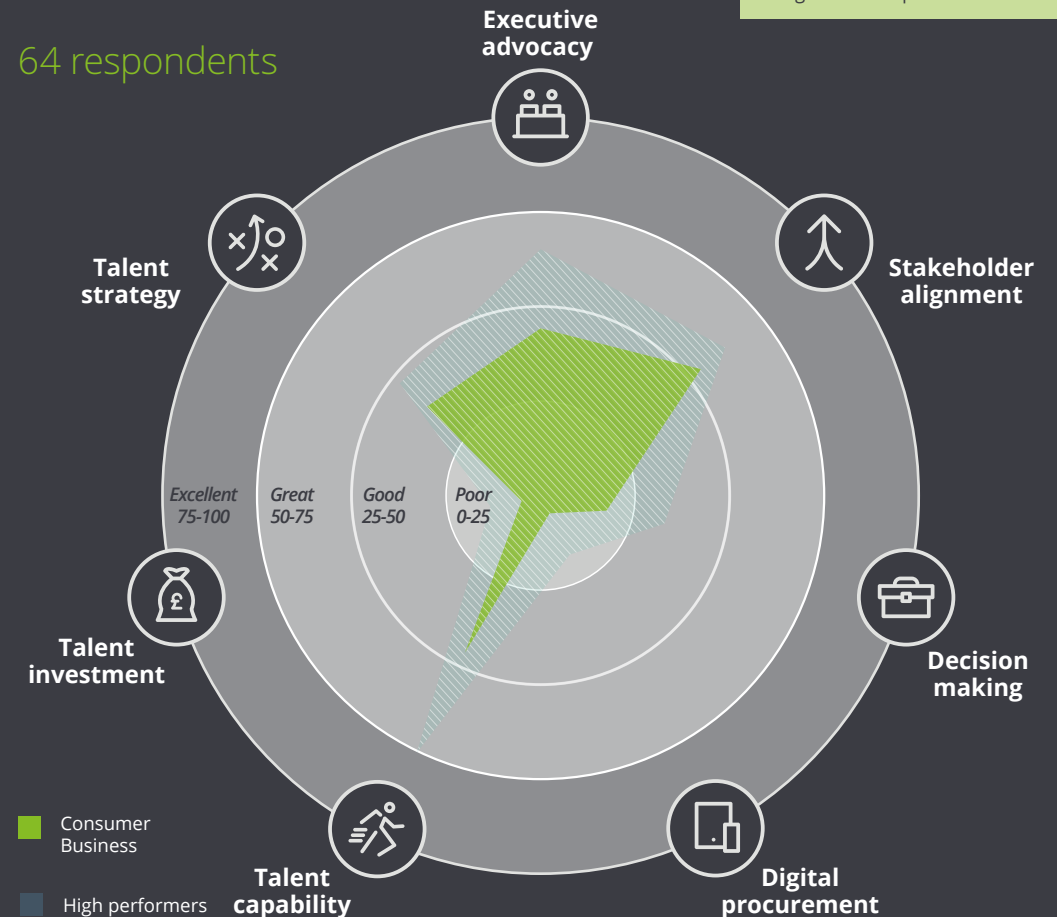 64 respondents
Executive
advocacy
Talent
strategy
Stakeholder
alignment
Excellent
75-100
Great
50-75
Good
25-50
Poor
0-25
£
Talent
investment
Decision
making
Consumer
Business
High performers
Talent
capability
Digital
procurement